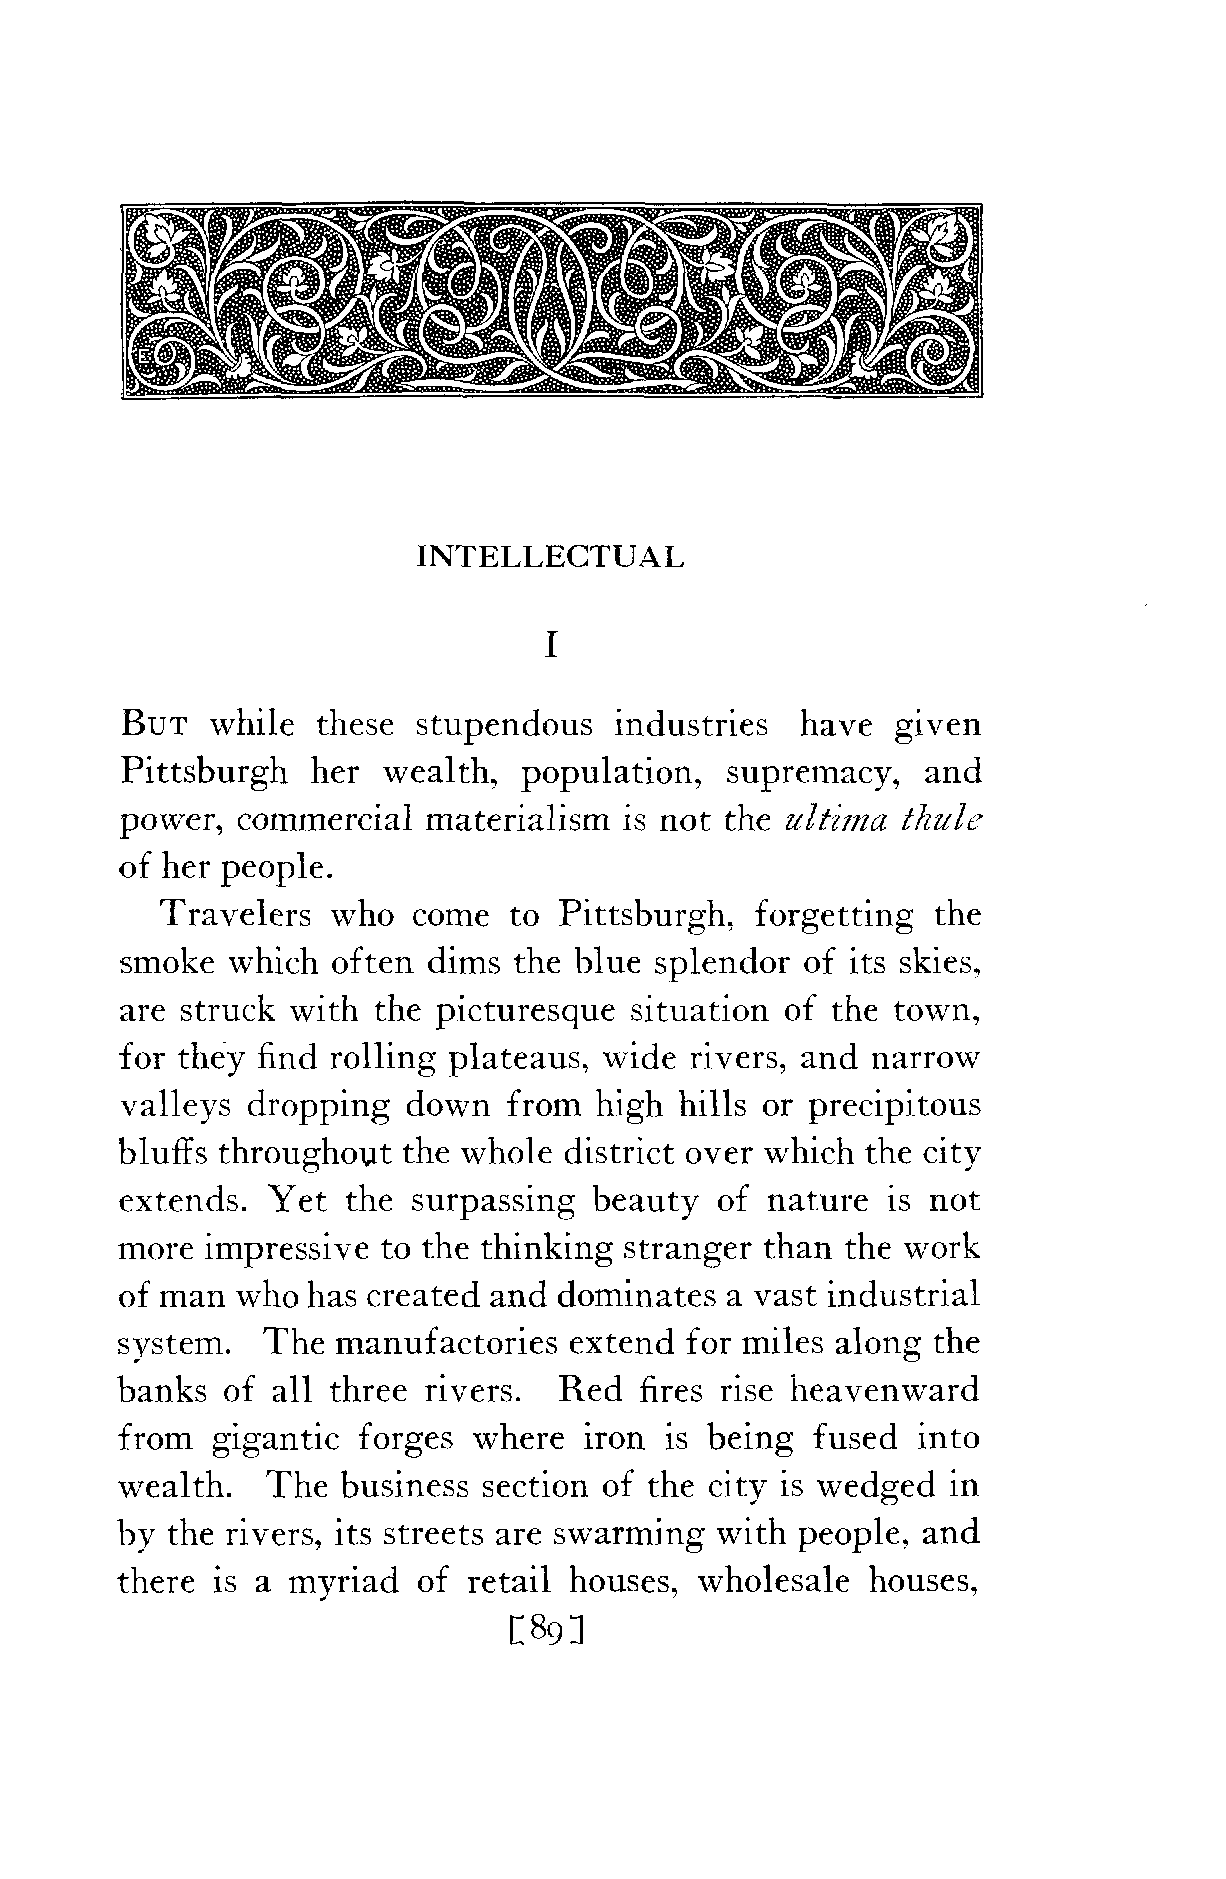 INTELLECTUAL
I
BUT while these stupendous industries have given
Pittsburgh her wealth, population, supremacy, and
power, commercial materialism is not the ultima thule
of her people.
Travelers who come to Pittsburgh, forgetting the
smoke which often dims the blue splendor of its skies,
are struck with the picturesque situation of the town,
for they find rolling plateaus, wide rivers, and narrow
valleys dropping down from high hills or precipitous
bluffs throughout the whole district over which the city
extends. Yet the surpassing beauty of nature is not
more impressive to the thinking stranger than the work
of man who has created and dominates a vast industrial
system. The manufactories extend for miles along the
banks of all three rivers. Red fires rise heavenward
from gigantic forges where iron is being fused into
wealth. The business section of the city is wedged in
by the rivers, its streets are swarming with people, and
there is a myriad of retail houses, wholesale houses,
[89]